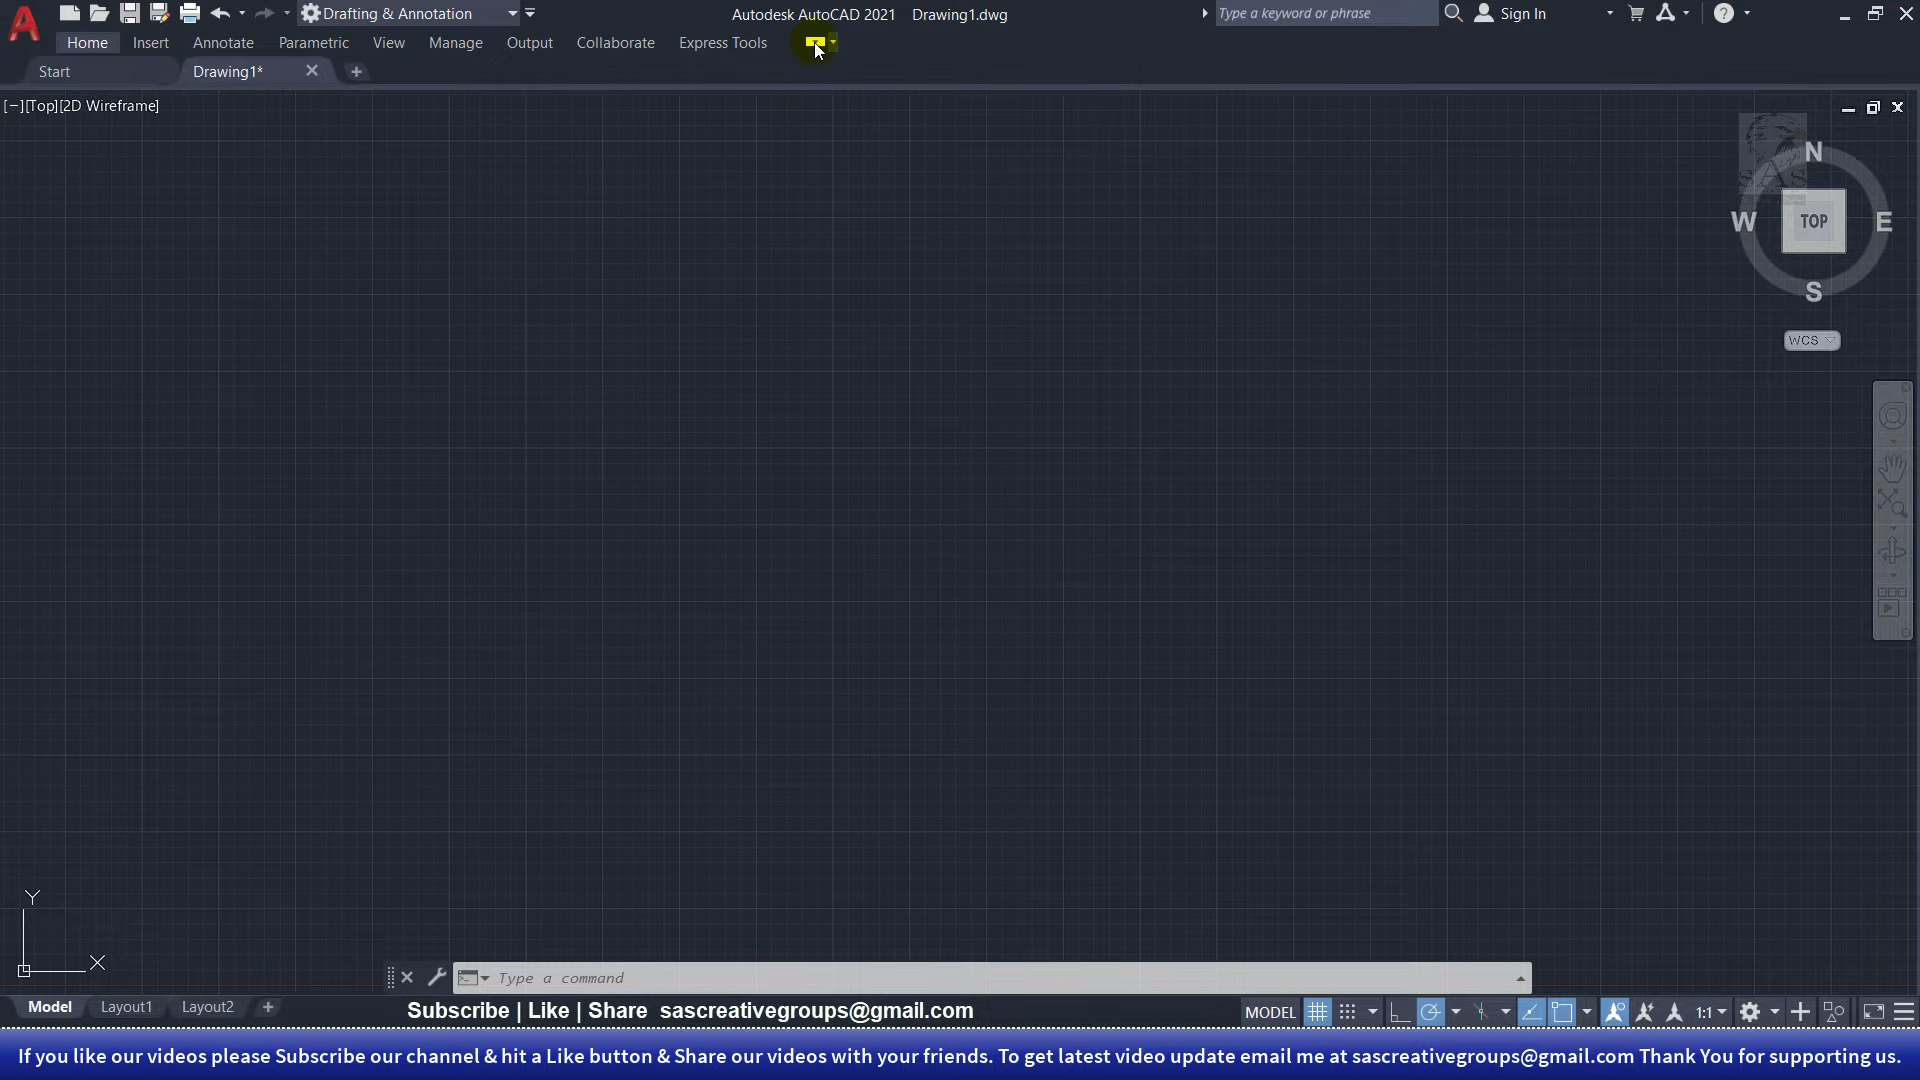 Drafting & Annotation
Autodesk AutoCAD 2021 Drawing1.dwg
Type a keyword or phrase
Sign In
Home Insert Annotate Parametric View Manage Output Collaborate Express Tools
Start Drawing1*
[−][Top][2D Wireframe]
sAs
N
W TOP E
S
WCS
Y
X
Type a command
Model Layout1 Layout2
Subscribe | Like | Share sascreativegroups@gmail.com
MODEL 1:1
If you like our videos please Subscribe our channel & hit a Like button & Share our videos with your friends. To get latest video update email me at sascreativegroups@gmail.com Thank You for supporting us.